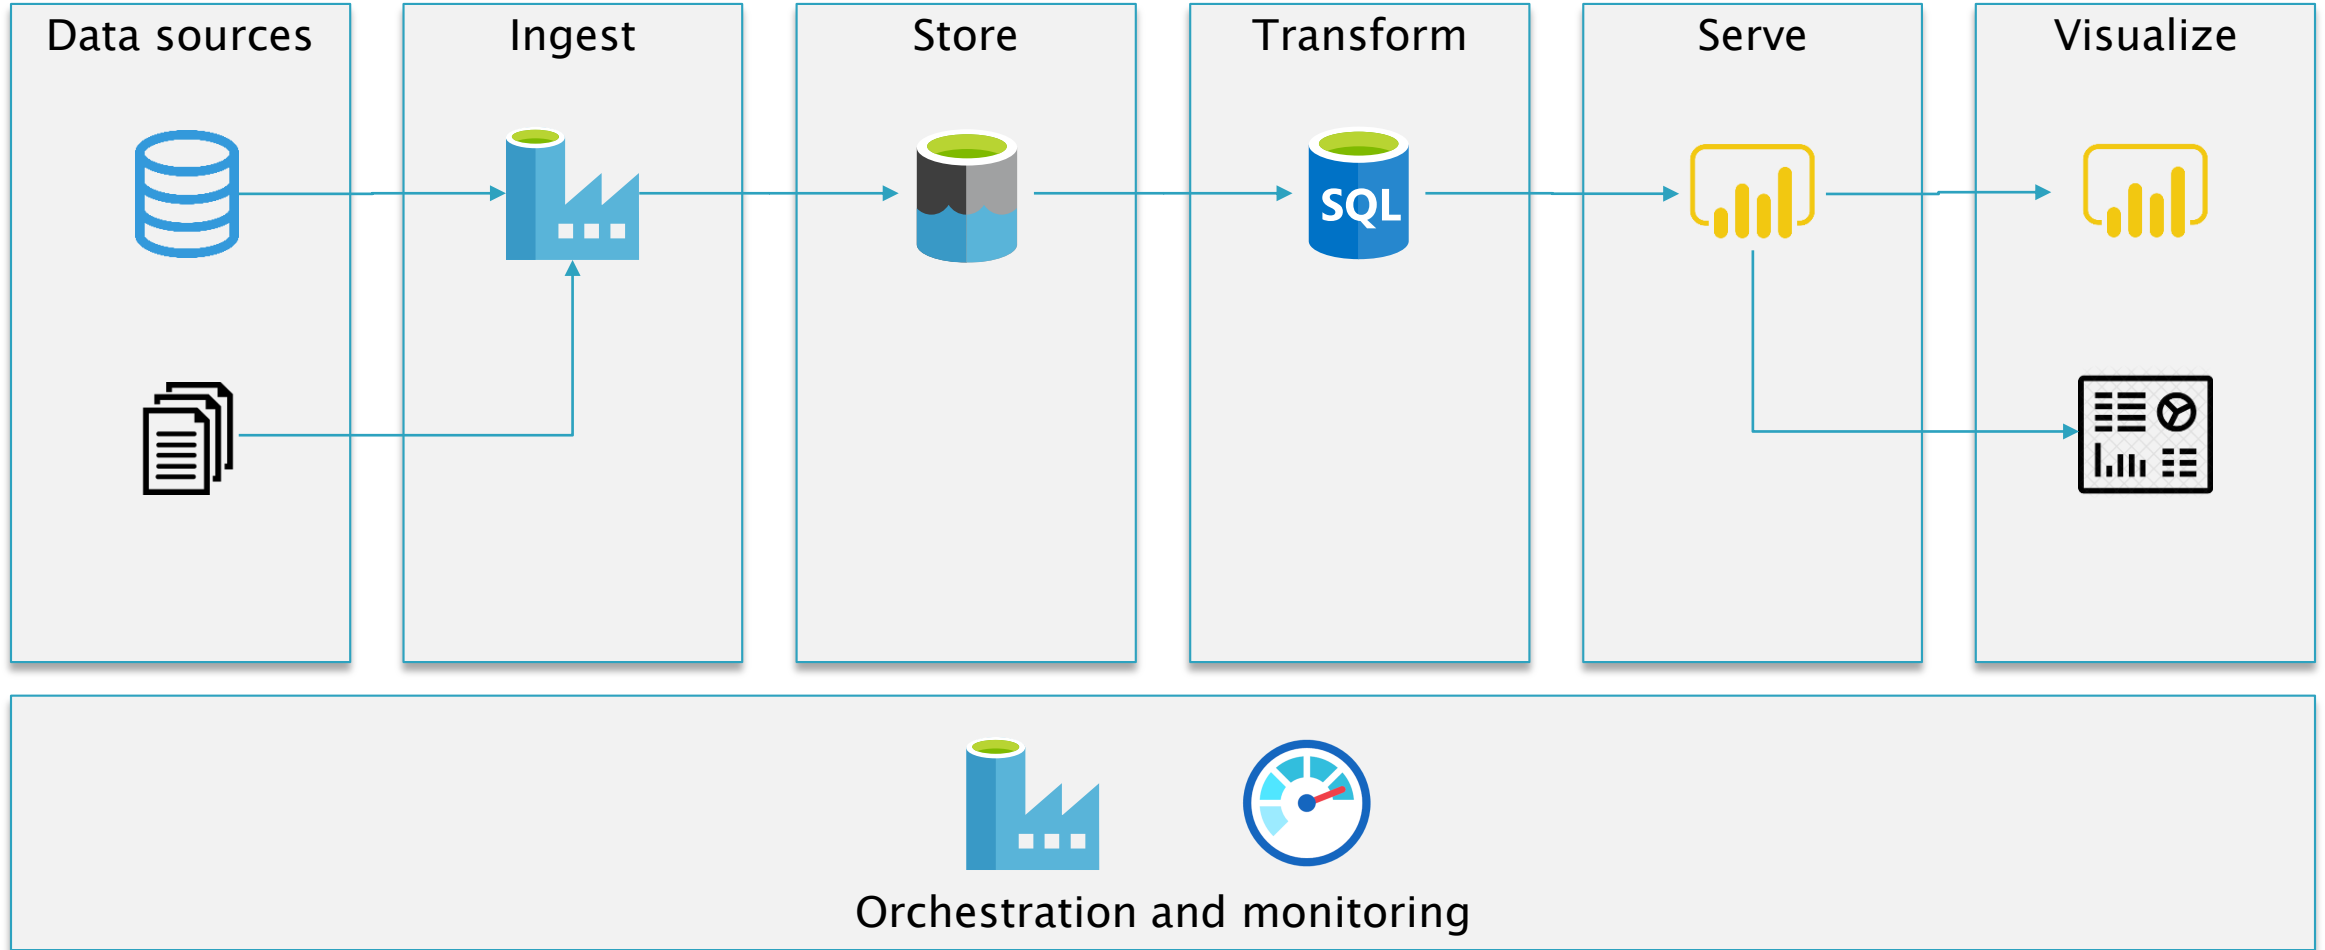 Data sources
Ingest
Store
Transform
Serve
Visualize
SQL
Orchestration and monitoring